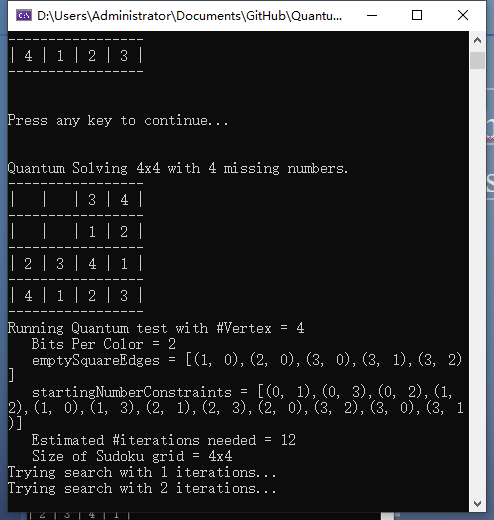 D:\Users\Administrator\Documents\GitHub\Quantu...
-----------------
| 4 | 1 | 2 | 3 |
-----------------
Press any key to continue...
Quantum Solving 4x4 with 4 missing numbers.
-----------------
|   |   | 3 | 4 |
-----------------
|   |   | 1 | 2 |
-----------------
| 2 | 3 | 4 | 1 |
-----------------
| 4 | 1 | 2 | 3 |
-----------------
Running Quantum test with #Vertex = 4
   Bits Per Color = 2
   emptySquareEdges = [(1, 0),(2, 0),(3, 0),(3, 1),(3, 2)
]
   startingNumberConstraints = [(0, 1),(0, 3),(0, 2),(1, 
2),(1, 0),(1, 3),(2, 1),(2, 3),(2, 0),(3, 2),(3, 0),(3, 1
)]
   Estimated #iterations needed = 12
   Size of Sudoku grid = 4x4
Trying search with 1 iterations...
Trying search with 2 iterations...
| 2 | 3 | 4 | 1 |